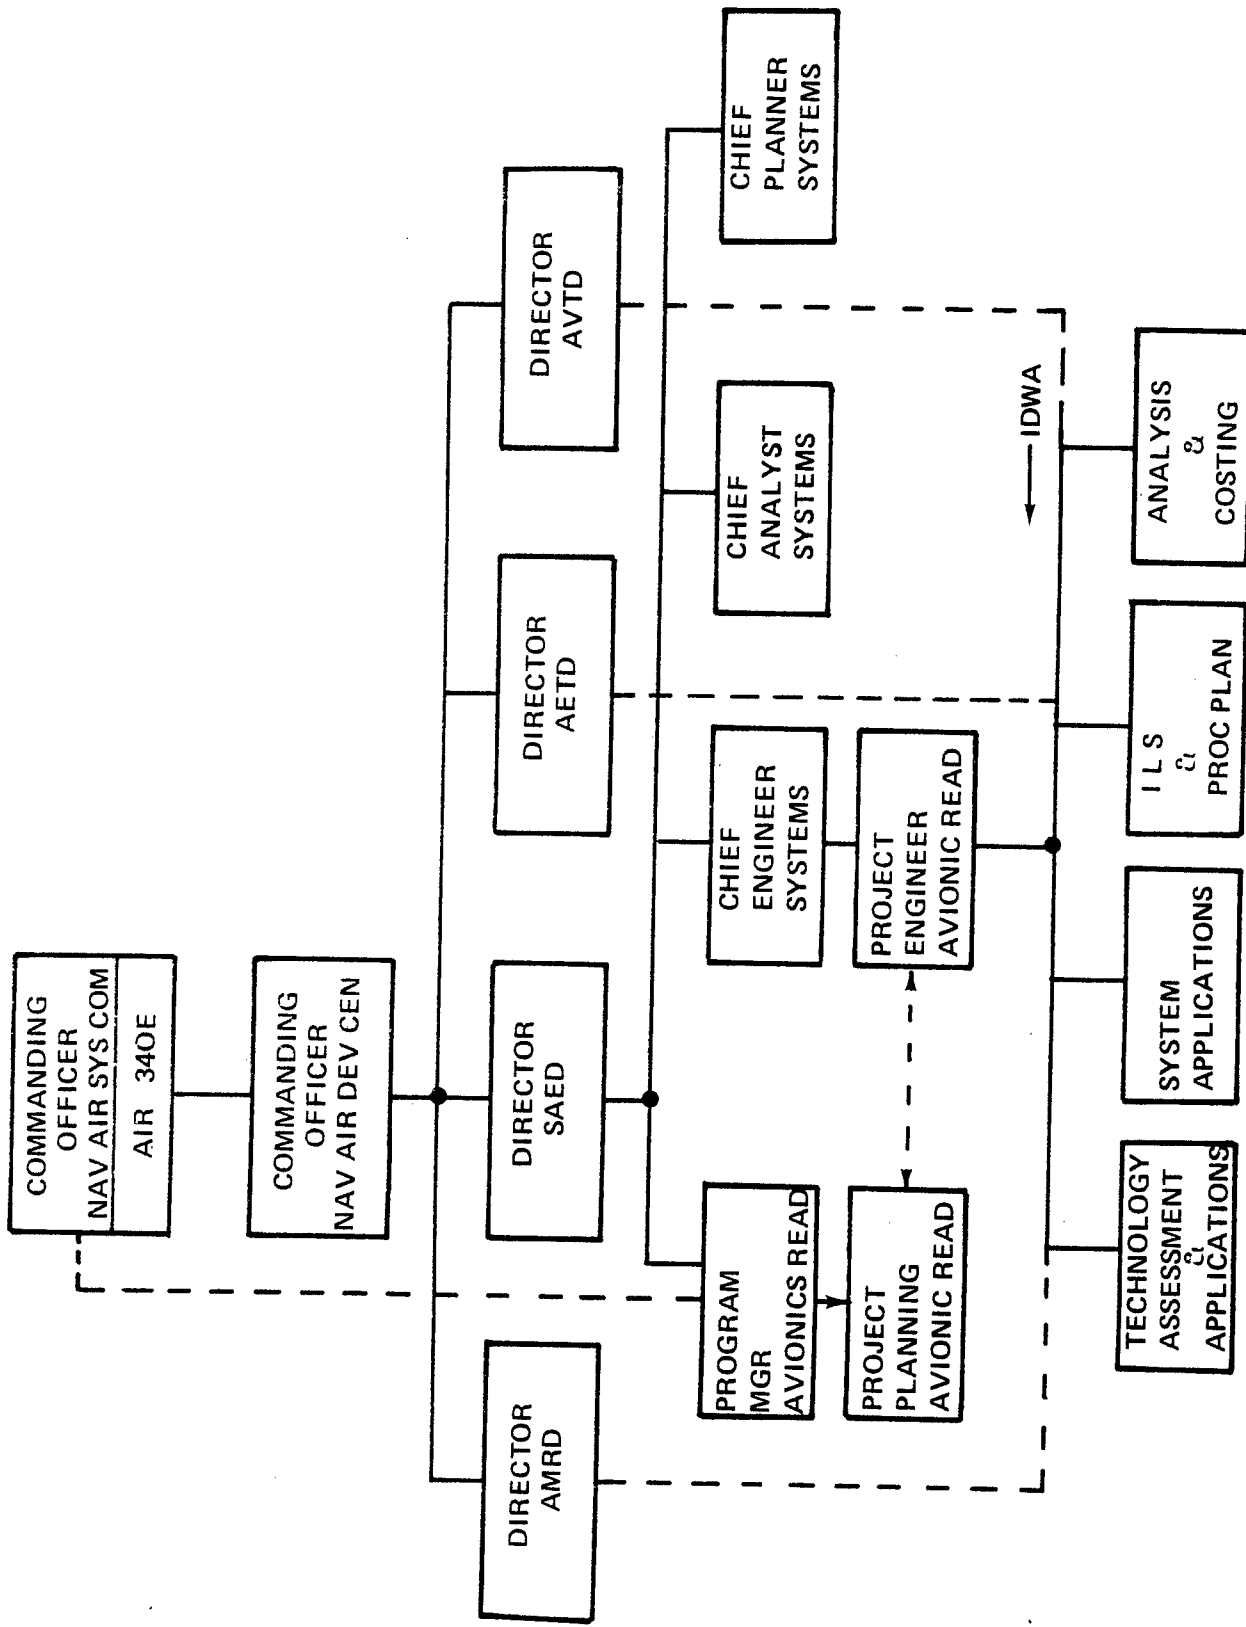 COMMANDING
OFFICER
NAV AIR SYS COM
AIR 340E
COMMANDING
OFFICER
NAV AIR DEV CEN
DIRECTOR
AMRD
DIRECTOR
SAED
DIRECTOR
AETD
DIRECTOR
AVTD
PROGRAM
MGR
AVIONICS READ
CHIEF
ENGINEER
SYSTEMS
CHIEF
ANALYST
SYSTEMS
CHIEF
PLANNER
SYSTEMS
PROJECT
PLANNING
AVIONIC READ
PROJECT
ENGINEER
AVIONIC READ
IDWA
TECHNOLOGY
ASSESSMENT
&
APPLICATIONS
SYSTEM
APPLICATIONS
I L S
&
PROC PLAN
ANALYSIS
&
COSTING